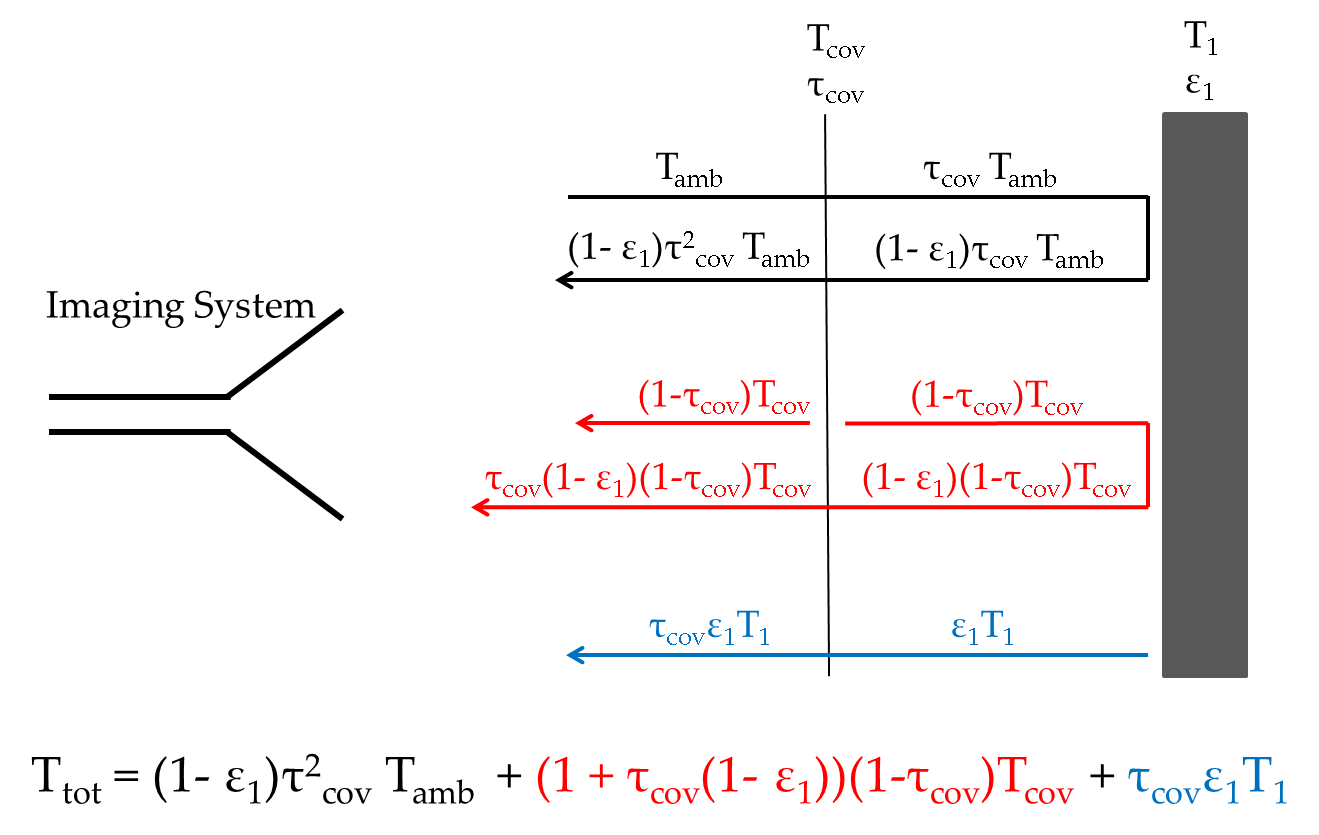 T_cov
τ_cov
T_1
ε_1
T_amb
τ_cov T_amb
(1- ε_1)τ^2_cov T_amb
(1- ε_1)τ_cov T_amb
Imaging System
(1-τ_cov)T_cov
(1-τ_cov)T_cov
τ_cov(1- ε_1)(1-τ_cov)T_cov
(1- ε_1)(1-τ_cov)T_cov
τ_covε_1T_1
ε_1T_1
T_tot = (1- ε_1)τ^2_cov T_amb + (1 + τ_cov(1- ε_1))(1-τ_cov)T_cov + τ_covε_1T_1